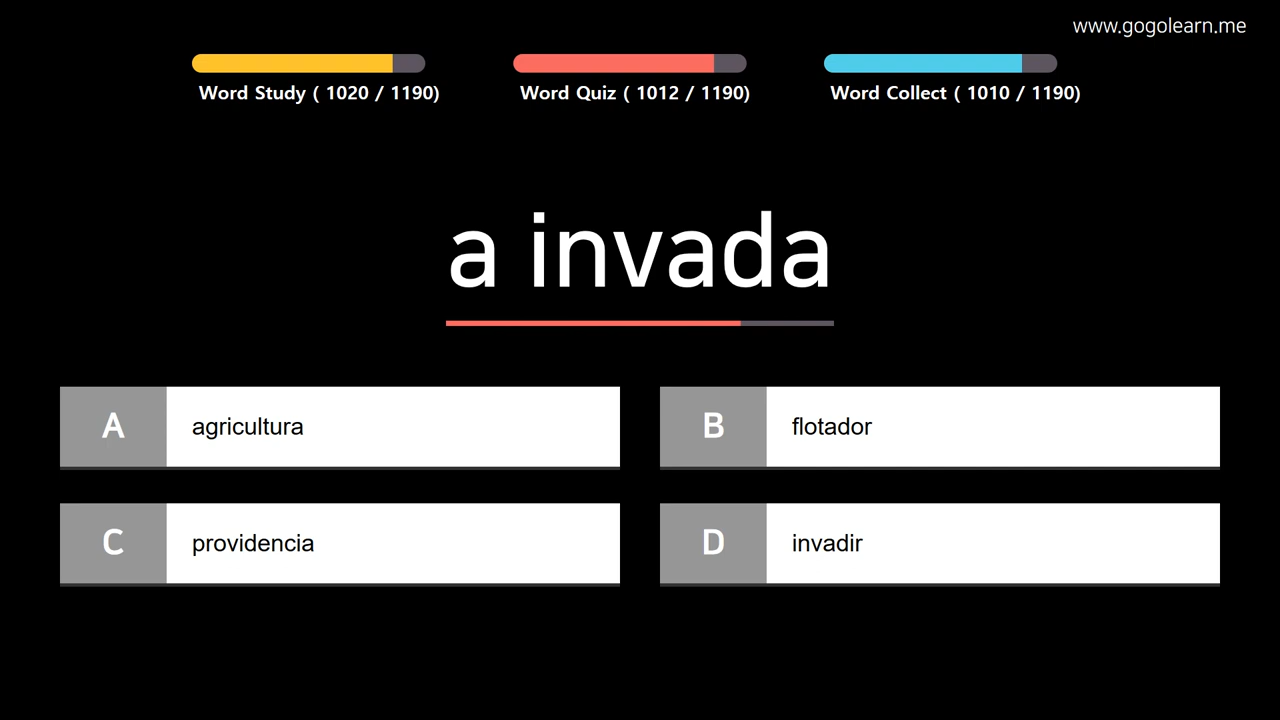 www.gogolearn.me
Word Study ( 1020 / 1190)
Word Quiz ( 1012 / 1190)
Word Collect ( 1010 / 1190)
a invada
A agricultura
B flotador
C providencia
D invadir